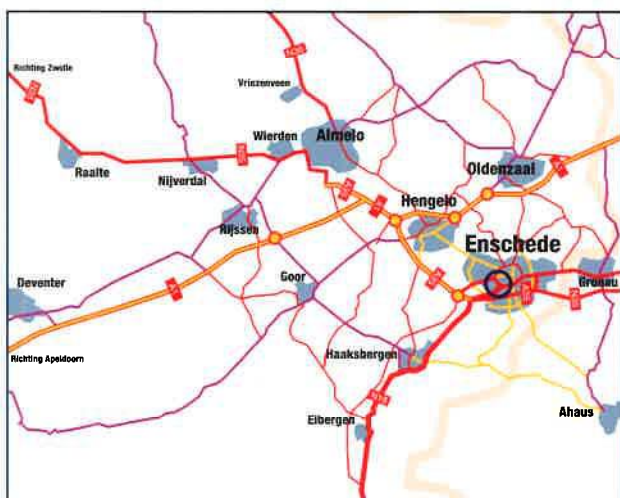 Richting Zwolle
Vriezenveen
Wierden
Almelo
Raalte
Nijverdal
Oldenzaal
Hengelo
Rijssen
Enschede
Deventer
Goor
Gronau
Richting Apeldoorn
Haaksbergen
Eibergen
Ahaus